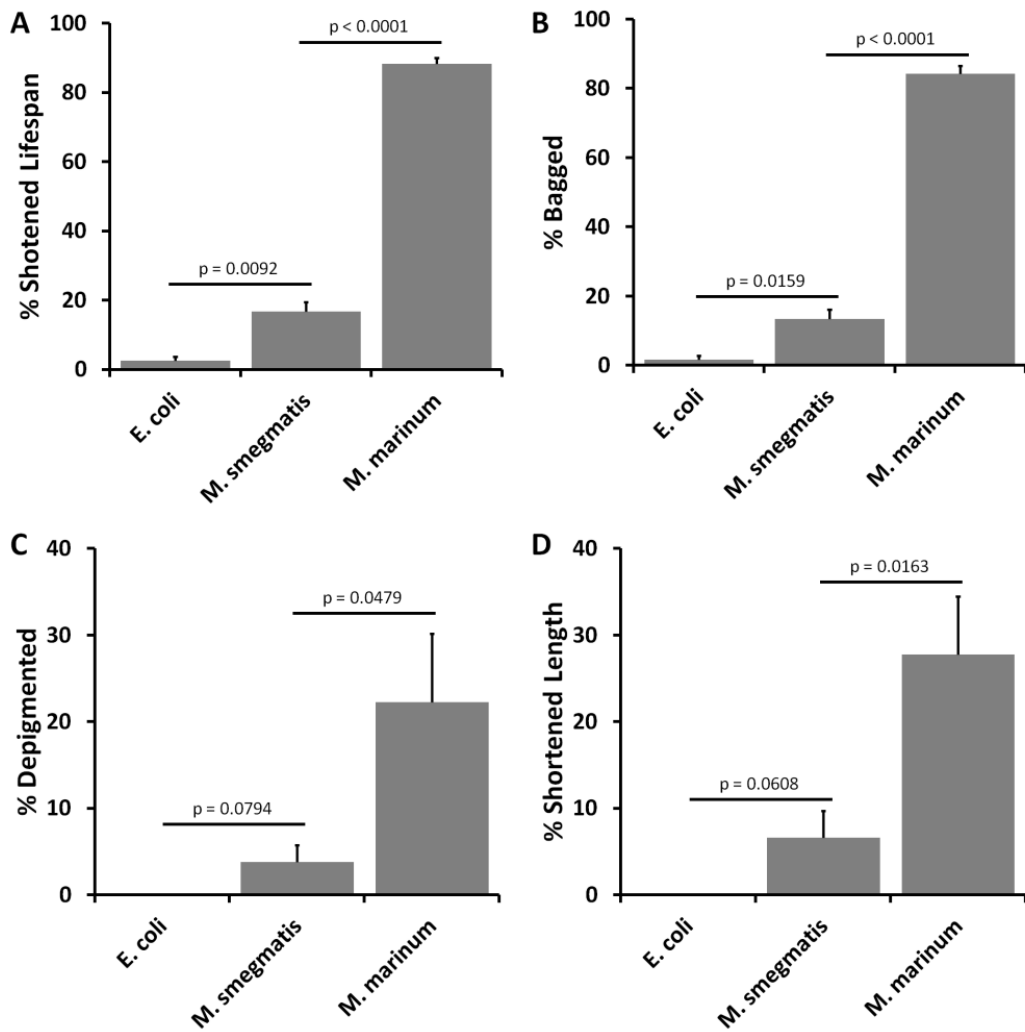 A
% Shotened Lifespan
100
80
60
40
20
0
p < 0.0001
p = 0.0092
E. coli
M. smegmatis
M. marinum
B
% Bagged
100
80
60
40
20
0
p < 0.0001
p = 0.0159
E. coli
M. smegmatis
M. marinum
C
% Depigmented
40
30
20
10
0
p = 0.0479
p = 0.0794
E. coli
M. smegmatis
M. marinum
D
% Shortened Length
40
30
20
10
0
p = 0.0163
p = 0.0608
E. coli
M. smegmatis
M. marinum